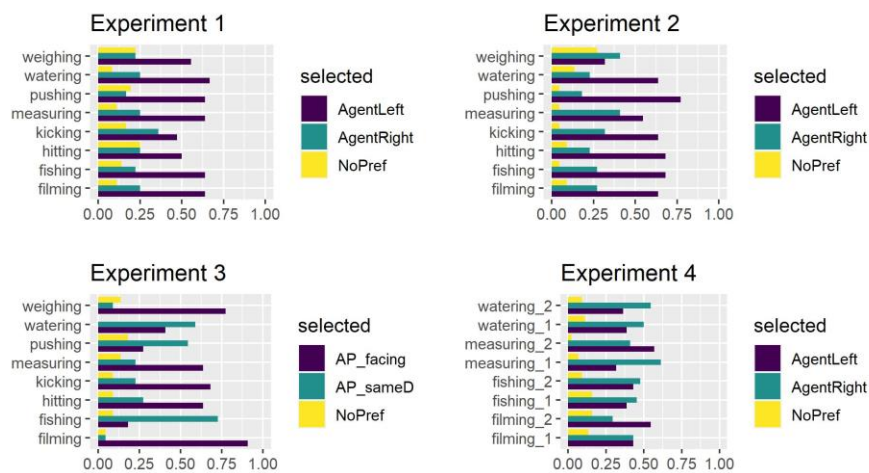 Experiment 1
weighing
watering
pushing
measuring
kicking
hitting
fishing
filming
0.00 0.25 0.50 0.75 1.00
selected
AgentLeft
AgentRight
NoPref
Experiment 2
weighing
watering
pushing
measuring
kicking
hitting
fishing
filming
0.00 0.25 0.50 0.75 1.00
selected
AgentLeft
AgentRight
NoPref
Experiment 3
weighing
watering
pushing
measuring
kicking
hitting
fishing
filming
0.00 0.25 0.50 0.75 1.00
selected
AP_facing
AP_sameD
NoPref
Experiment 4
watering_2
watering_1
measuring_2
measuring_1
fishing_2
fishing_1
filming_2
filming_1
0.00 0.25 0.50 0.75 1.00
selected
AgentLeft
AgentRight
NoPref